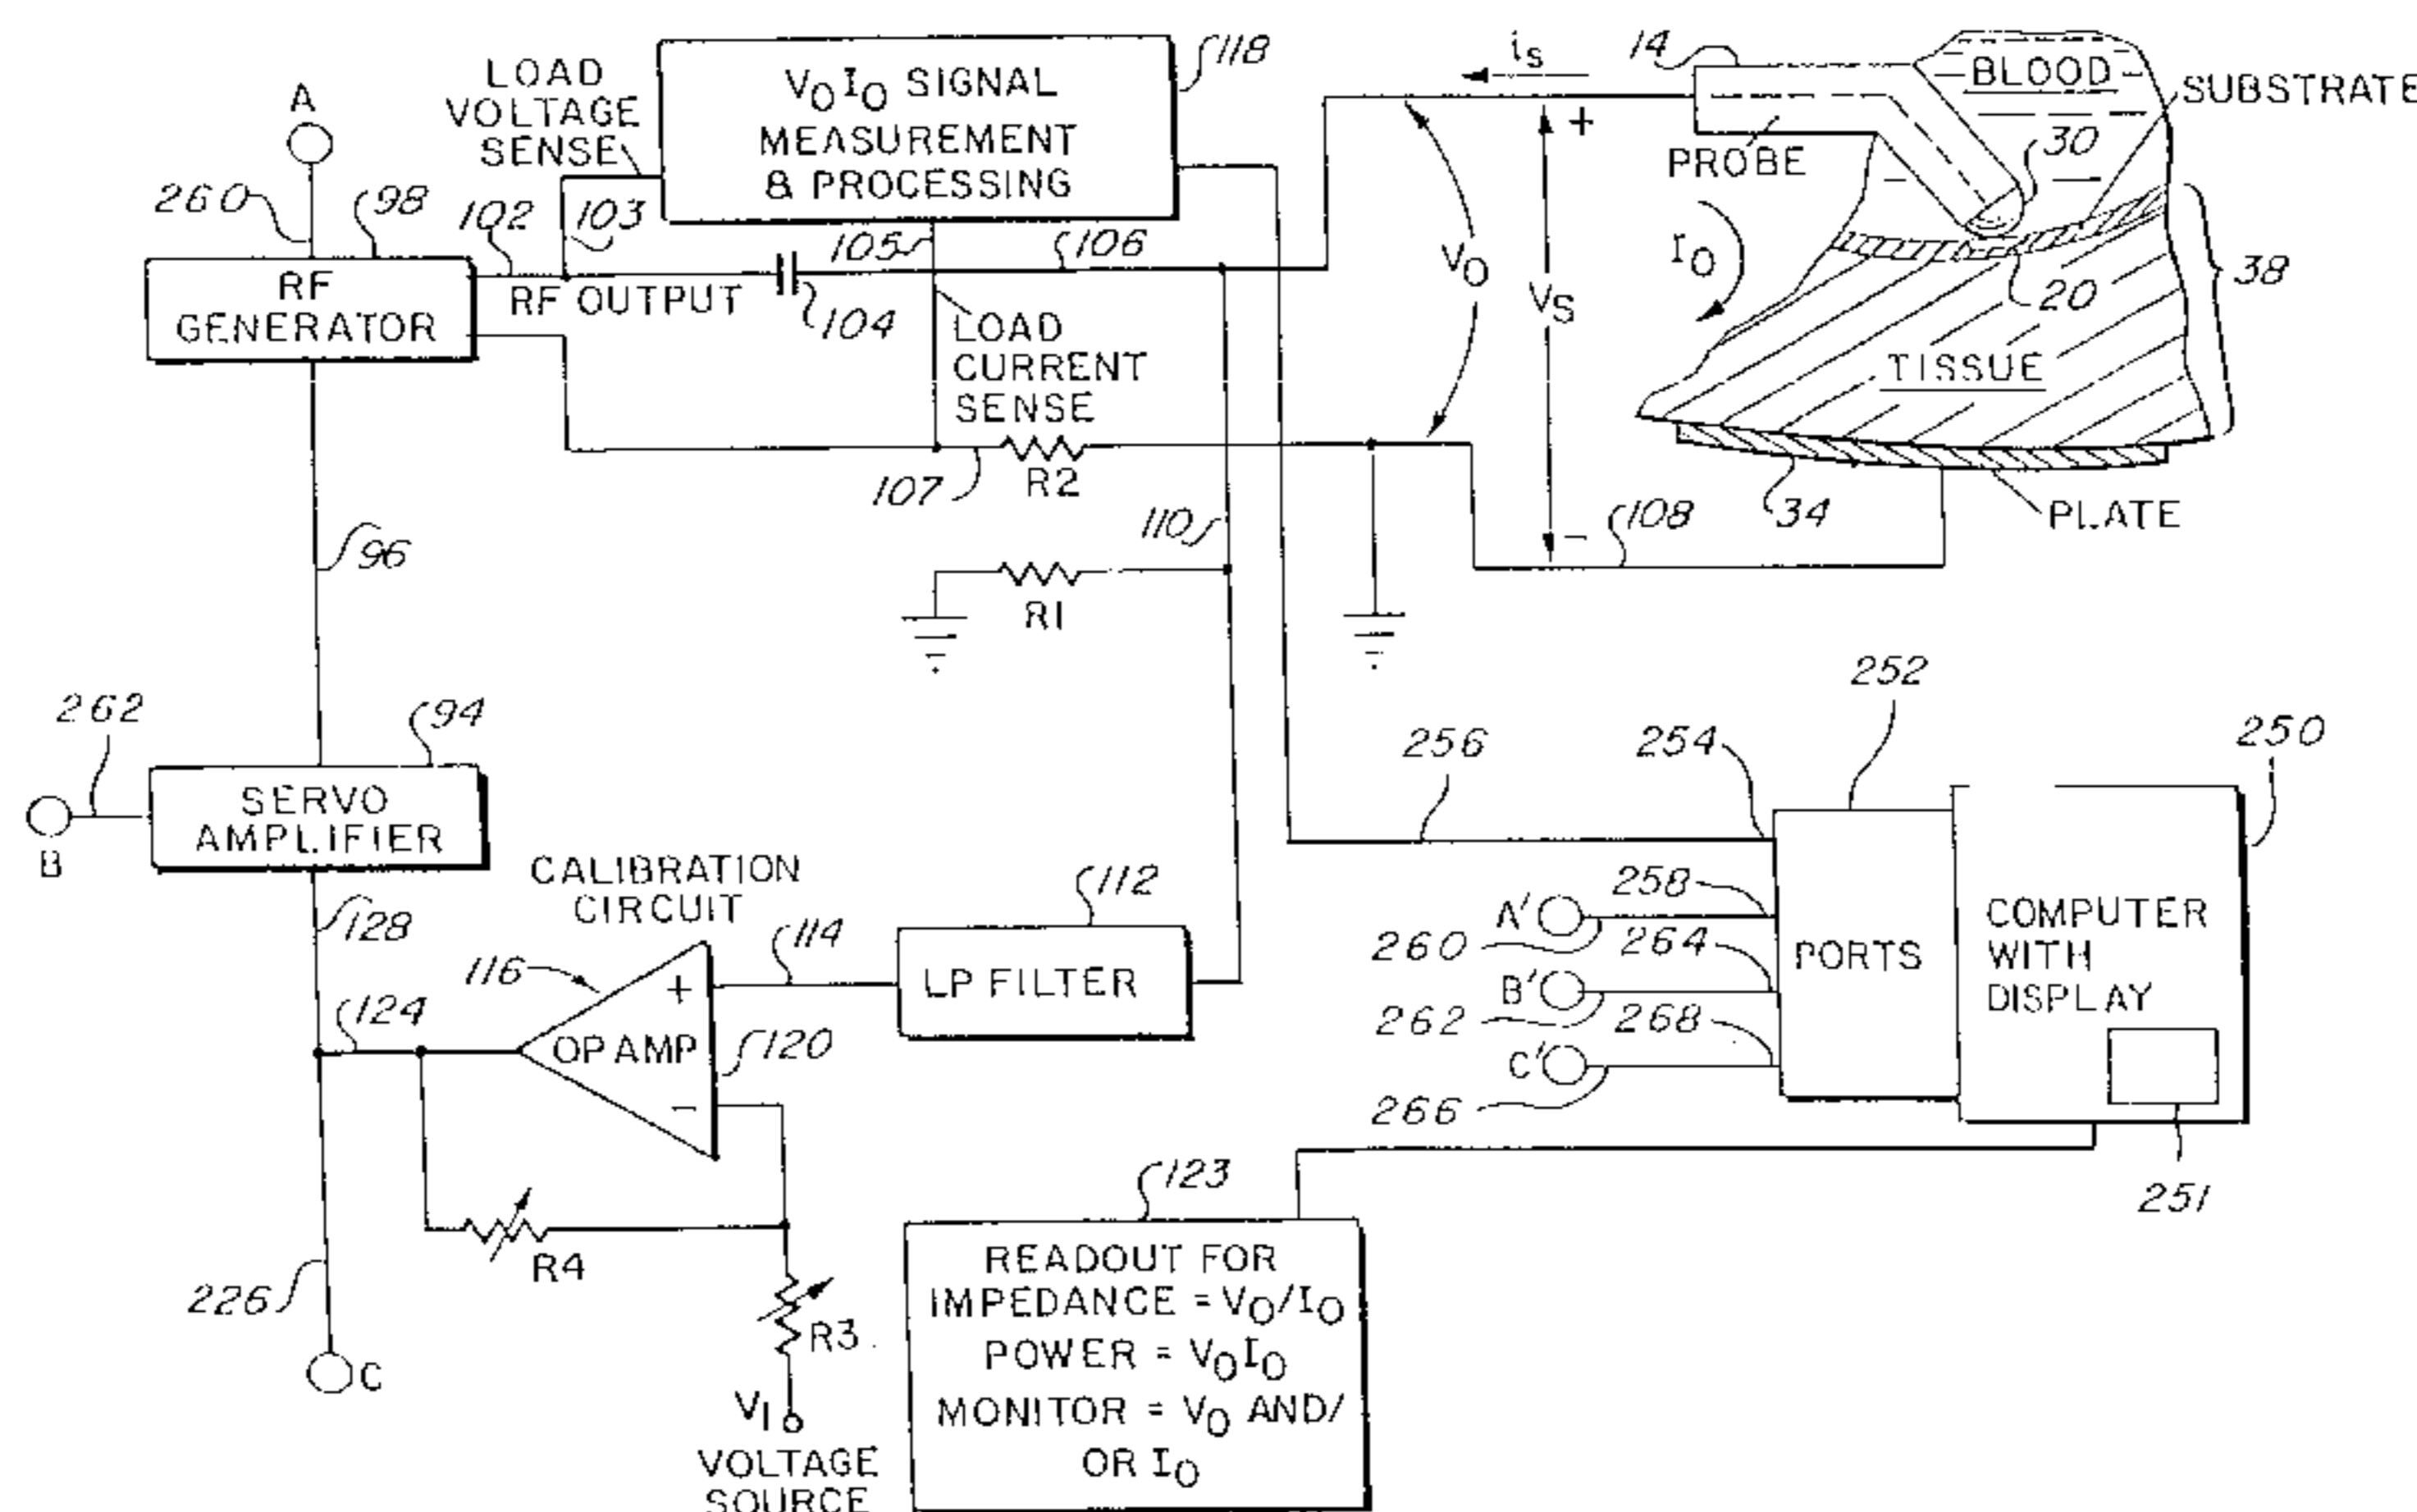 A
260
98
LOAD
VOLTAGE
SENSE
V0I0 SIGNAL
MEASUREMENT
& PROCESSING
118
102
103
105
106
RF
GENERATOR
RF OUTPUT
104
LOAD
CURRENT
SENSE
107
R2
110
R1
is
14
+
PROBE
BLOOD
SUBSTRATE
30
I0
V0
VS
20
38
TISSUE
34
PLATE
108
−
96
262
94
B
SERVO
AMPLIFIER
128
CALIBRATION
CIRCUIT
112
114
116
+
LP FILTER
OP AMP
120
−
124
R4
R3
226
C
V1
VOLTAGE
SOURCE
252
256
254
250
258
A'
260
264
B'
262
268
C'
266
PORTS
COMPUTER
WITH
DISPLAY
251
123
READOUT FOR
IMPEDANCE = V0/I0
POWER = V0I0
MONITOR = V0 AND/
OR I0